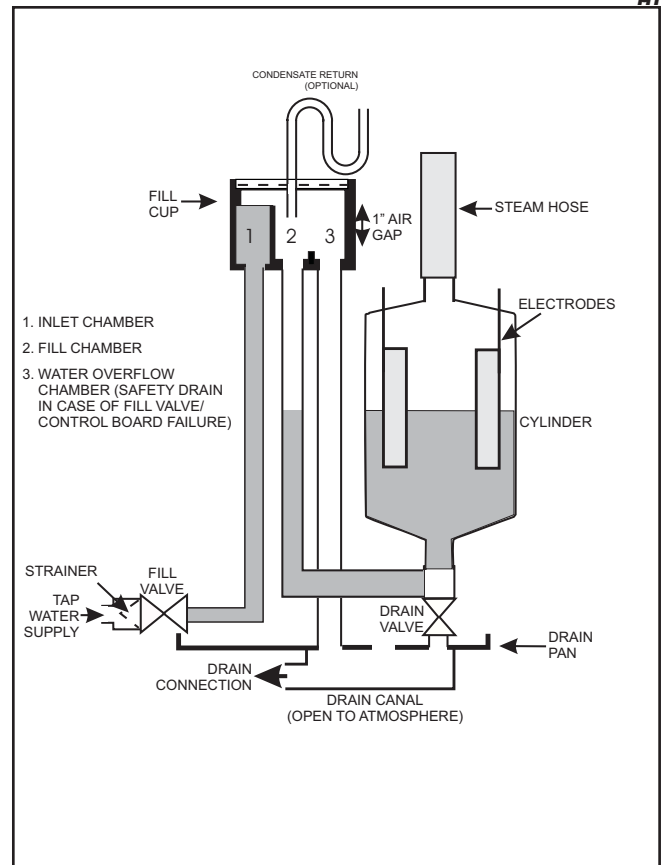 CONDENSATE RETURN
(OPTIONAL)
FILL
CUP
1
2
3
1" AIR
GAP
STEAM HOSE
ELECTRODES
1. INLET CHAMBER
2. FILL CHAMBER
3. WATER OVERFLOW
CHAMBER (SAFETY DRAIN
IN CASE OF FILL VALVE/
CONTROL BOARD FAILURE)
CYLINDER
STRAINER
FILL
VALVE
TAP
WATER
SUPPLY
DRAIN
VALVE
DRAIN
PAN
DRAIN
CONNECTION
DRAIN CANAL
(OPEN TO ATMOSPHERE)